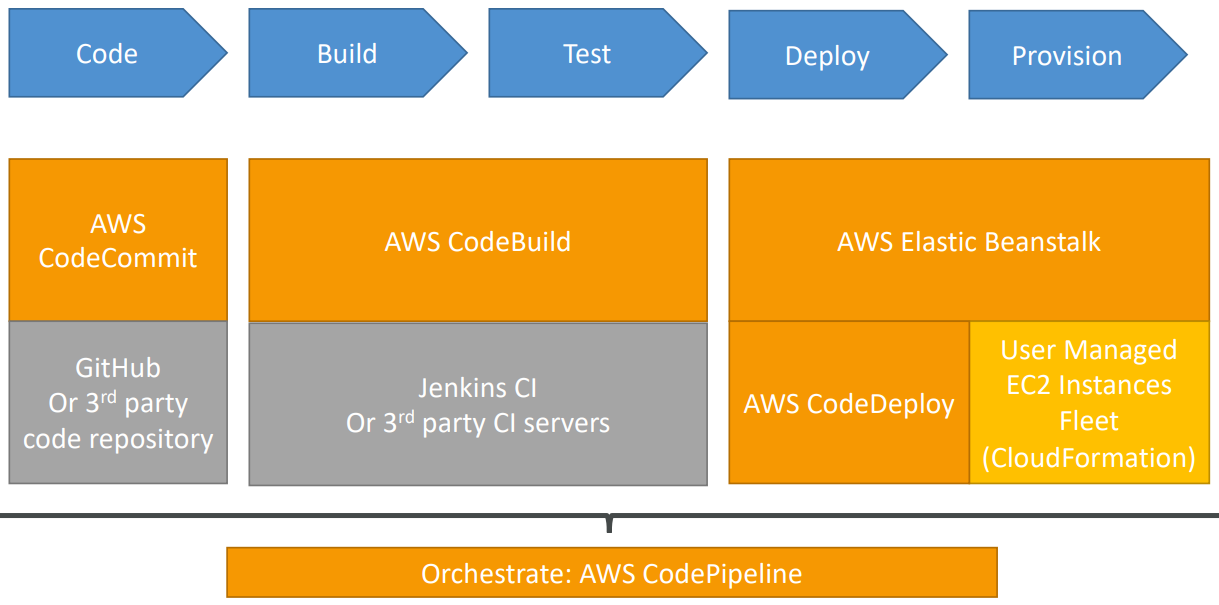 Code
Build
Test
Deploy
Provision
AWS
CodeCommit
AWS CodeBuild
AWS Elastic Beanstalk
GitHub
Or 3rd party
code repository
Jenkins CI
Or 3rd party CI servers
AWS CodeDeploy
User Managed
EC2 Instances
Fleet
(CloudFormation)
Orchestrate: AWS CodePipeline